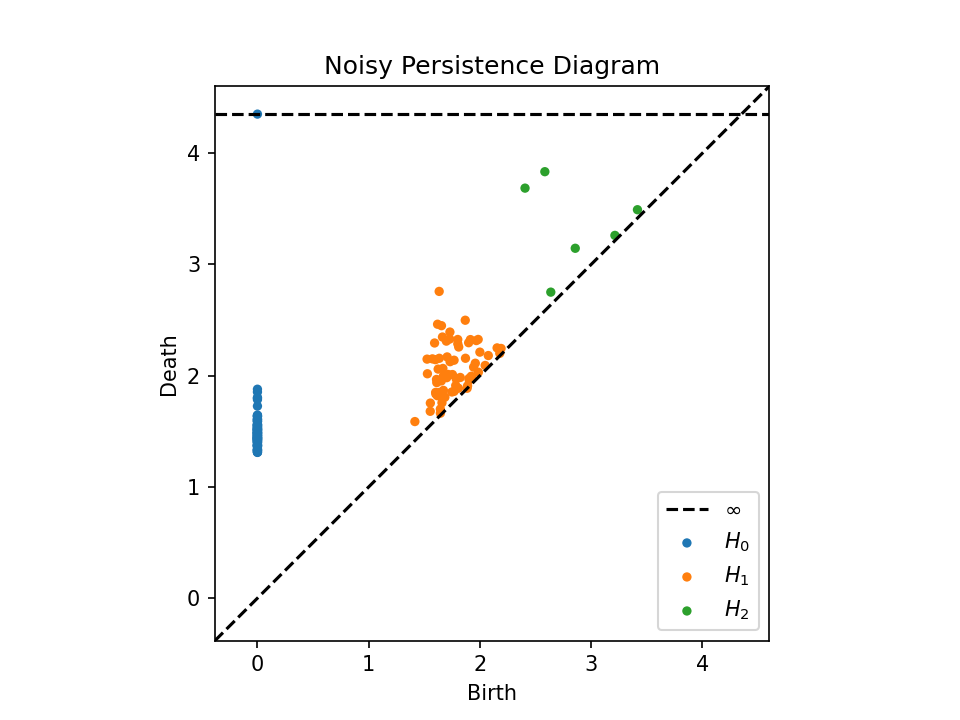 Noisy Persistence Diagram
Death
4
3
2
1
0
0 1 2 3 4
Birth
∞
H₀
H₁
H₂